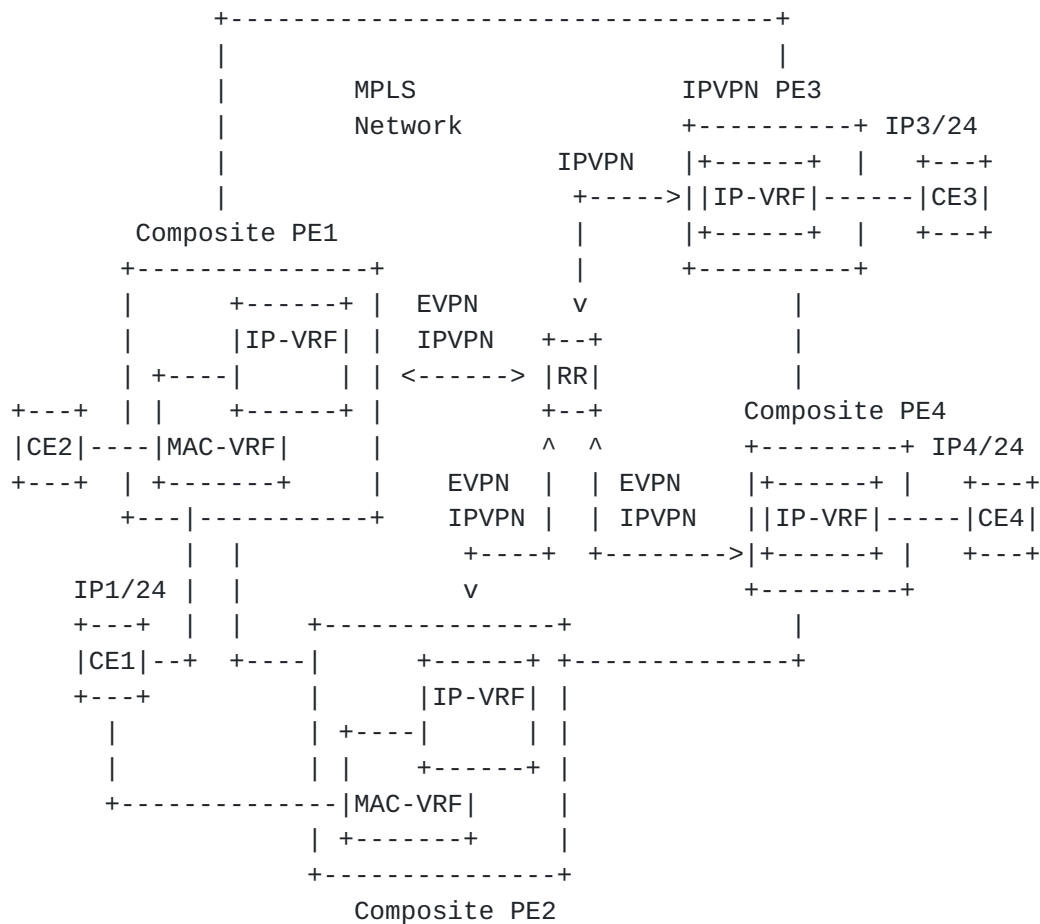 MPLS IPVPN PE3
Network IP3/24
IPVPN
IP-VRF CE3
Composite PE1
EVPN
IP-VRF IPVPN
RR
Composite PE4
CE2 MAC-VRF IP4/24
EVPN EVPN
IPVPN IPVPN IP-VRF CE4
IP1/24 v
CE1
IP-VRF
MAC-VRF
Composite PE2